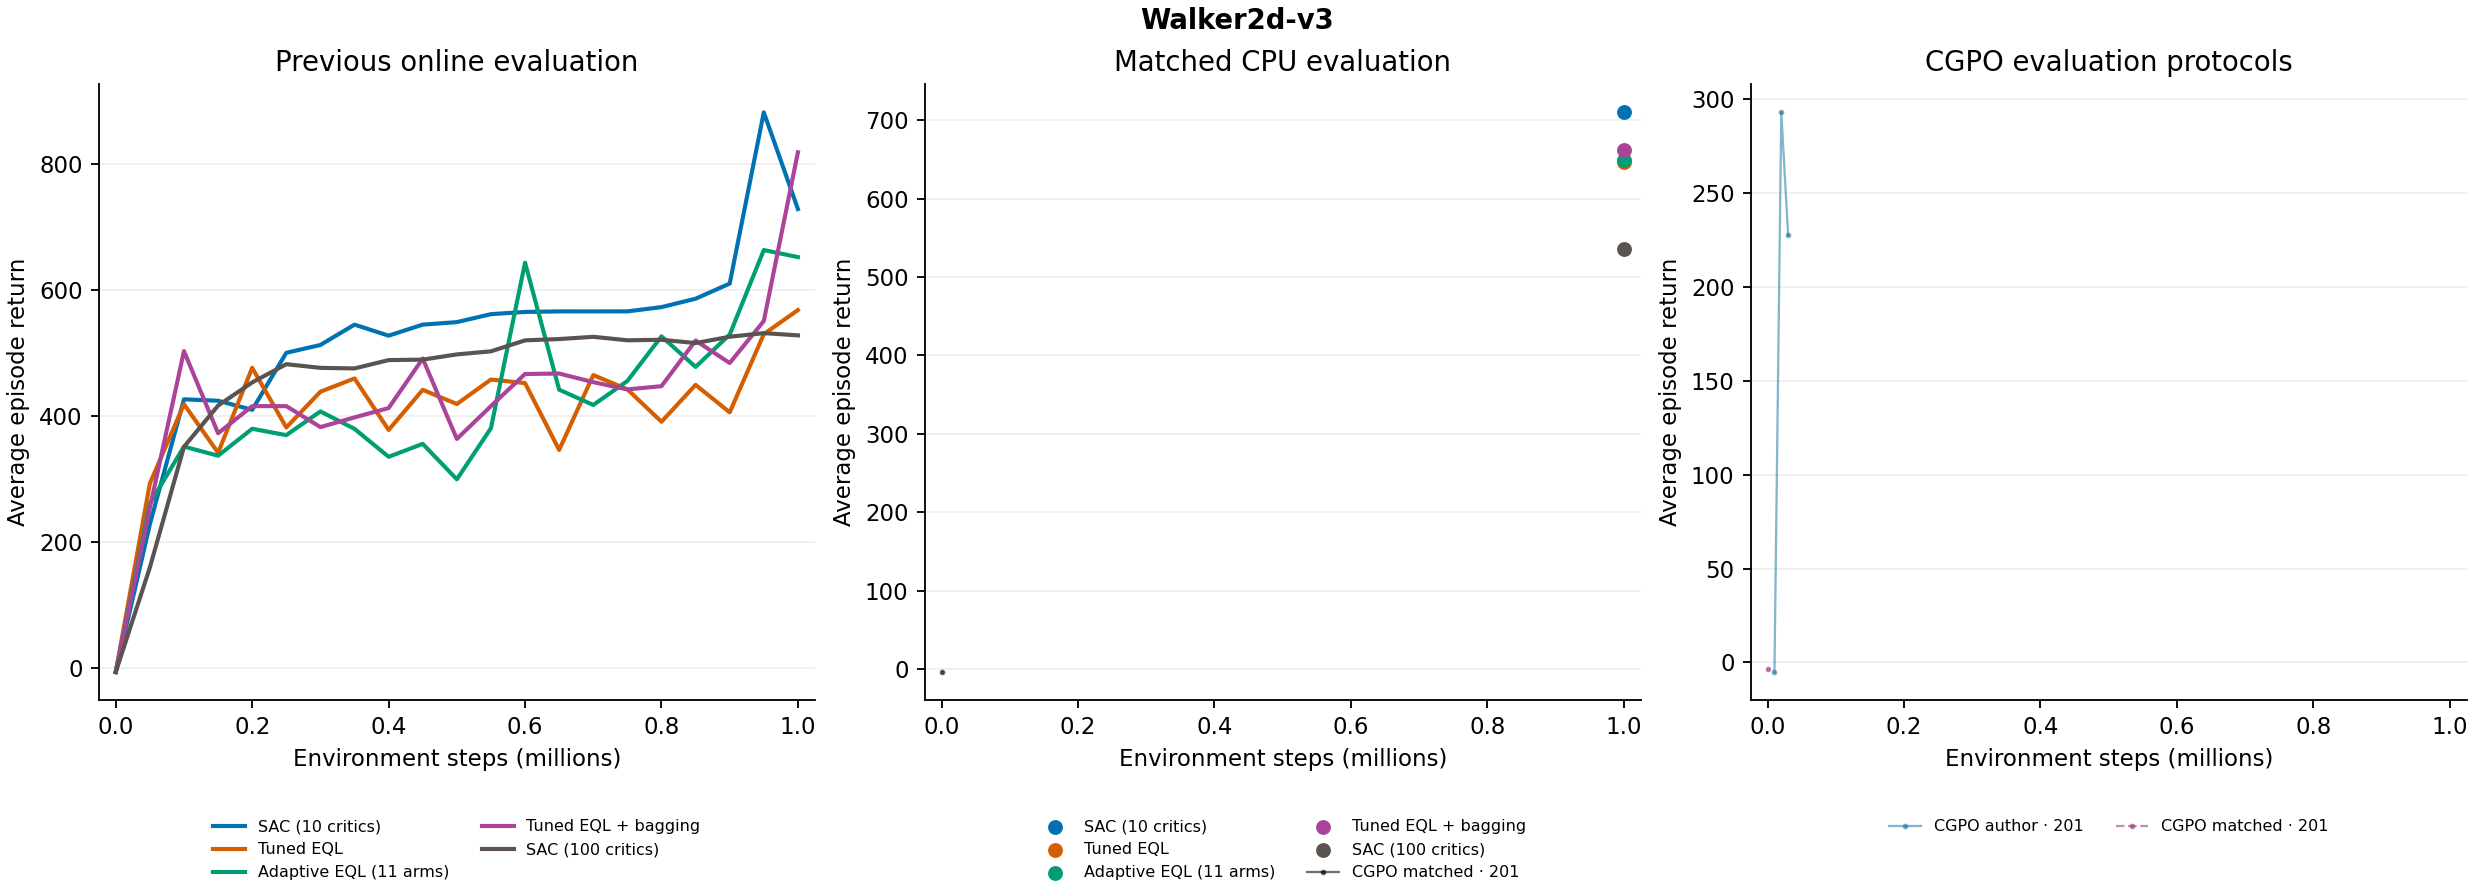 Walker2d-v3
Previous online evaluation
Average episode return
800
600
400
200
0
0.0 0.2 0.4 0.6 0.8 1.0
Environment steps (millions)
SAC (10 critics)
Tuned EQL
Adaptive EQL (11 arms)
Tuned EQL + bagging
SAC (100 critics)
Matched CPU evaluation
Average episode return
700
600
500
400
300
200
100
0
0.0 0.2 0.4 0.6 0.8 1.0
Environment steps (millions)
SAC (10 critics)
Tuned EQL
Adaptive EQL (11 arms)
Tuned EQL + bagging
SAC (100 critics)
CGPO matched · 201
CGPO evaluation protocols
Average episode return
300
250
200
150
100
50
0
0.0 0.2 0.4 0.6 0.8 1.0
Environment steps (millions)
CGPO author · 201
CGPO matched · 201